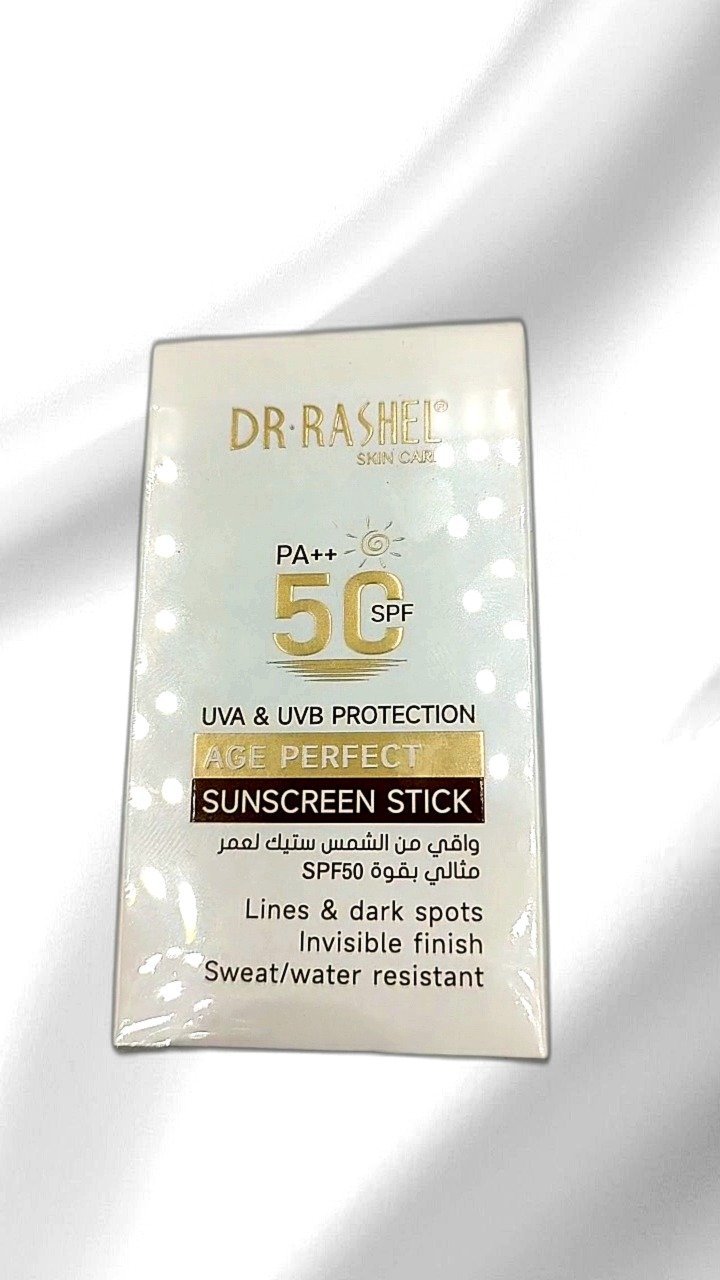 DR·RASHEL®
SKIN CARE
PA++
50
SPF
UVA & UVB PROTECTION
AGE PERFECT
SUNSCREEN STICK
واقي من الشمس ستيك لعمر
مثالي بقوة SPF50
Lines & dark spots
Invisible finish
Sweat/water resistant